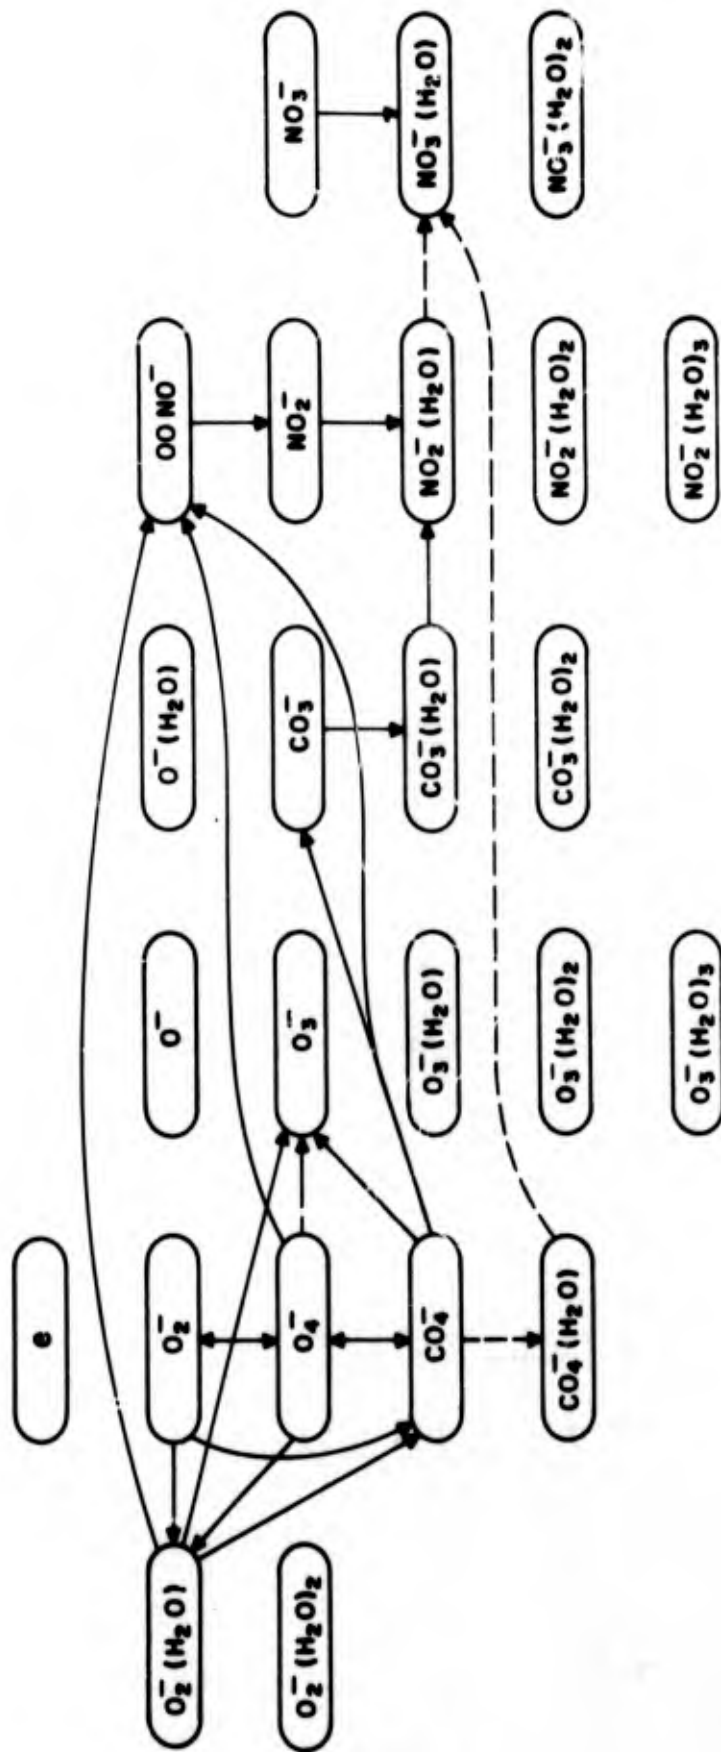 e
O₂⁻(H₂O)
O₂⁻
O⁻
O⁻(H₂O)
OONO⁻
O₂⁻(H₂O)₂
O₄⁻
O₃⁻
CO₃⁻
NO₂⁻
NO₃⁻
CO₄⁻
O₃⁻(H₂O)
CO₃⁻(H₂O)
NO₂⁻(H₂O)
NO₃⁻(H₂O)
CO₄⁻(H₂O)
O₃⁻(H₂O)₂
CO₃⁻(H₂O)₂
NO₂⁻(H₂O)₂
NO₃⁻(H₂O)₂
O₃⁻(H₂O)₃
NO₂⁻(H₂O)₃